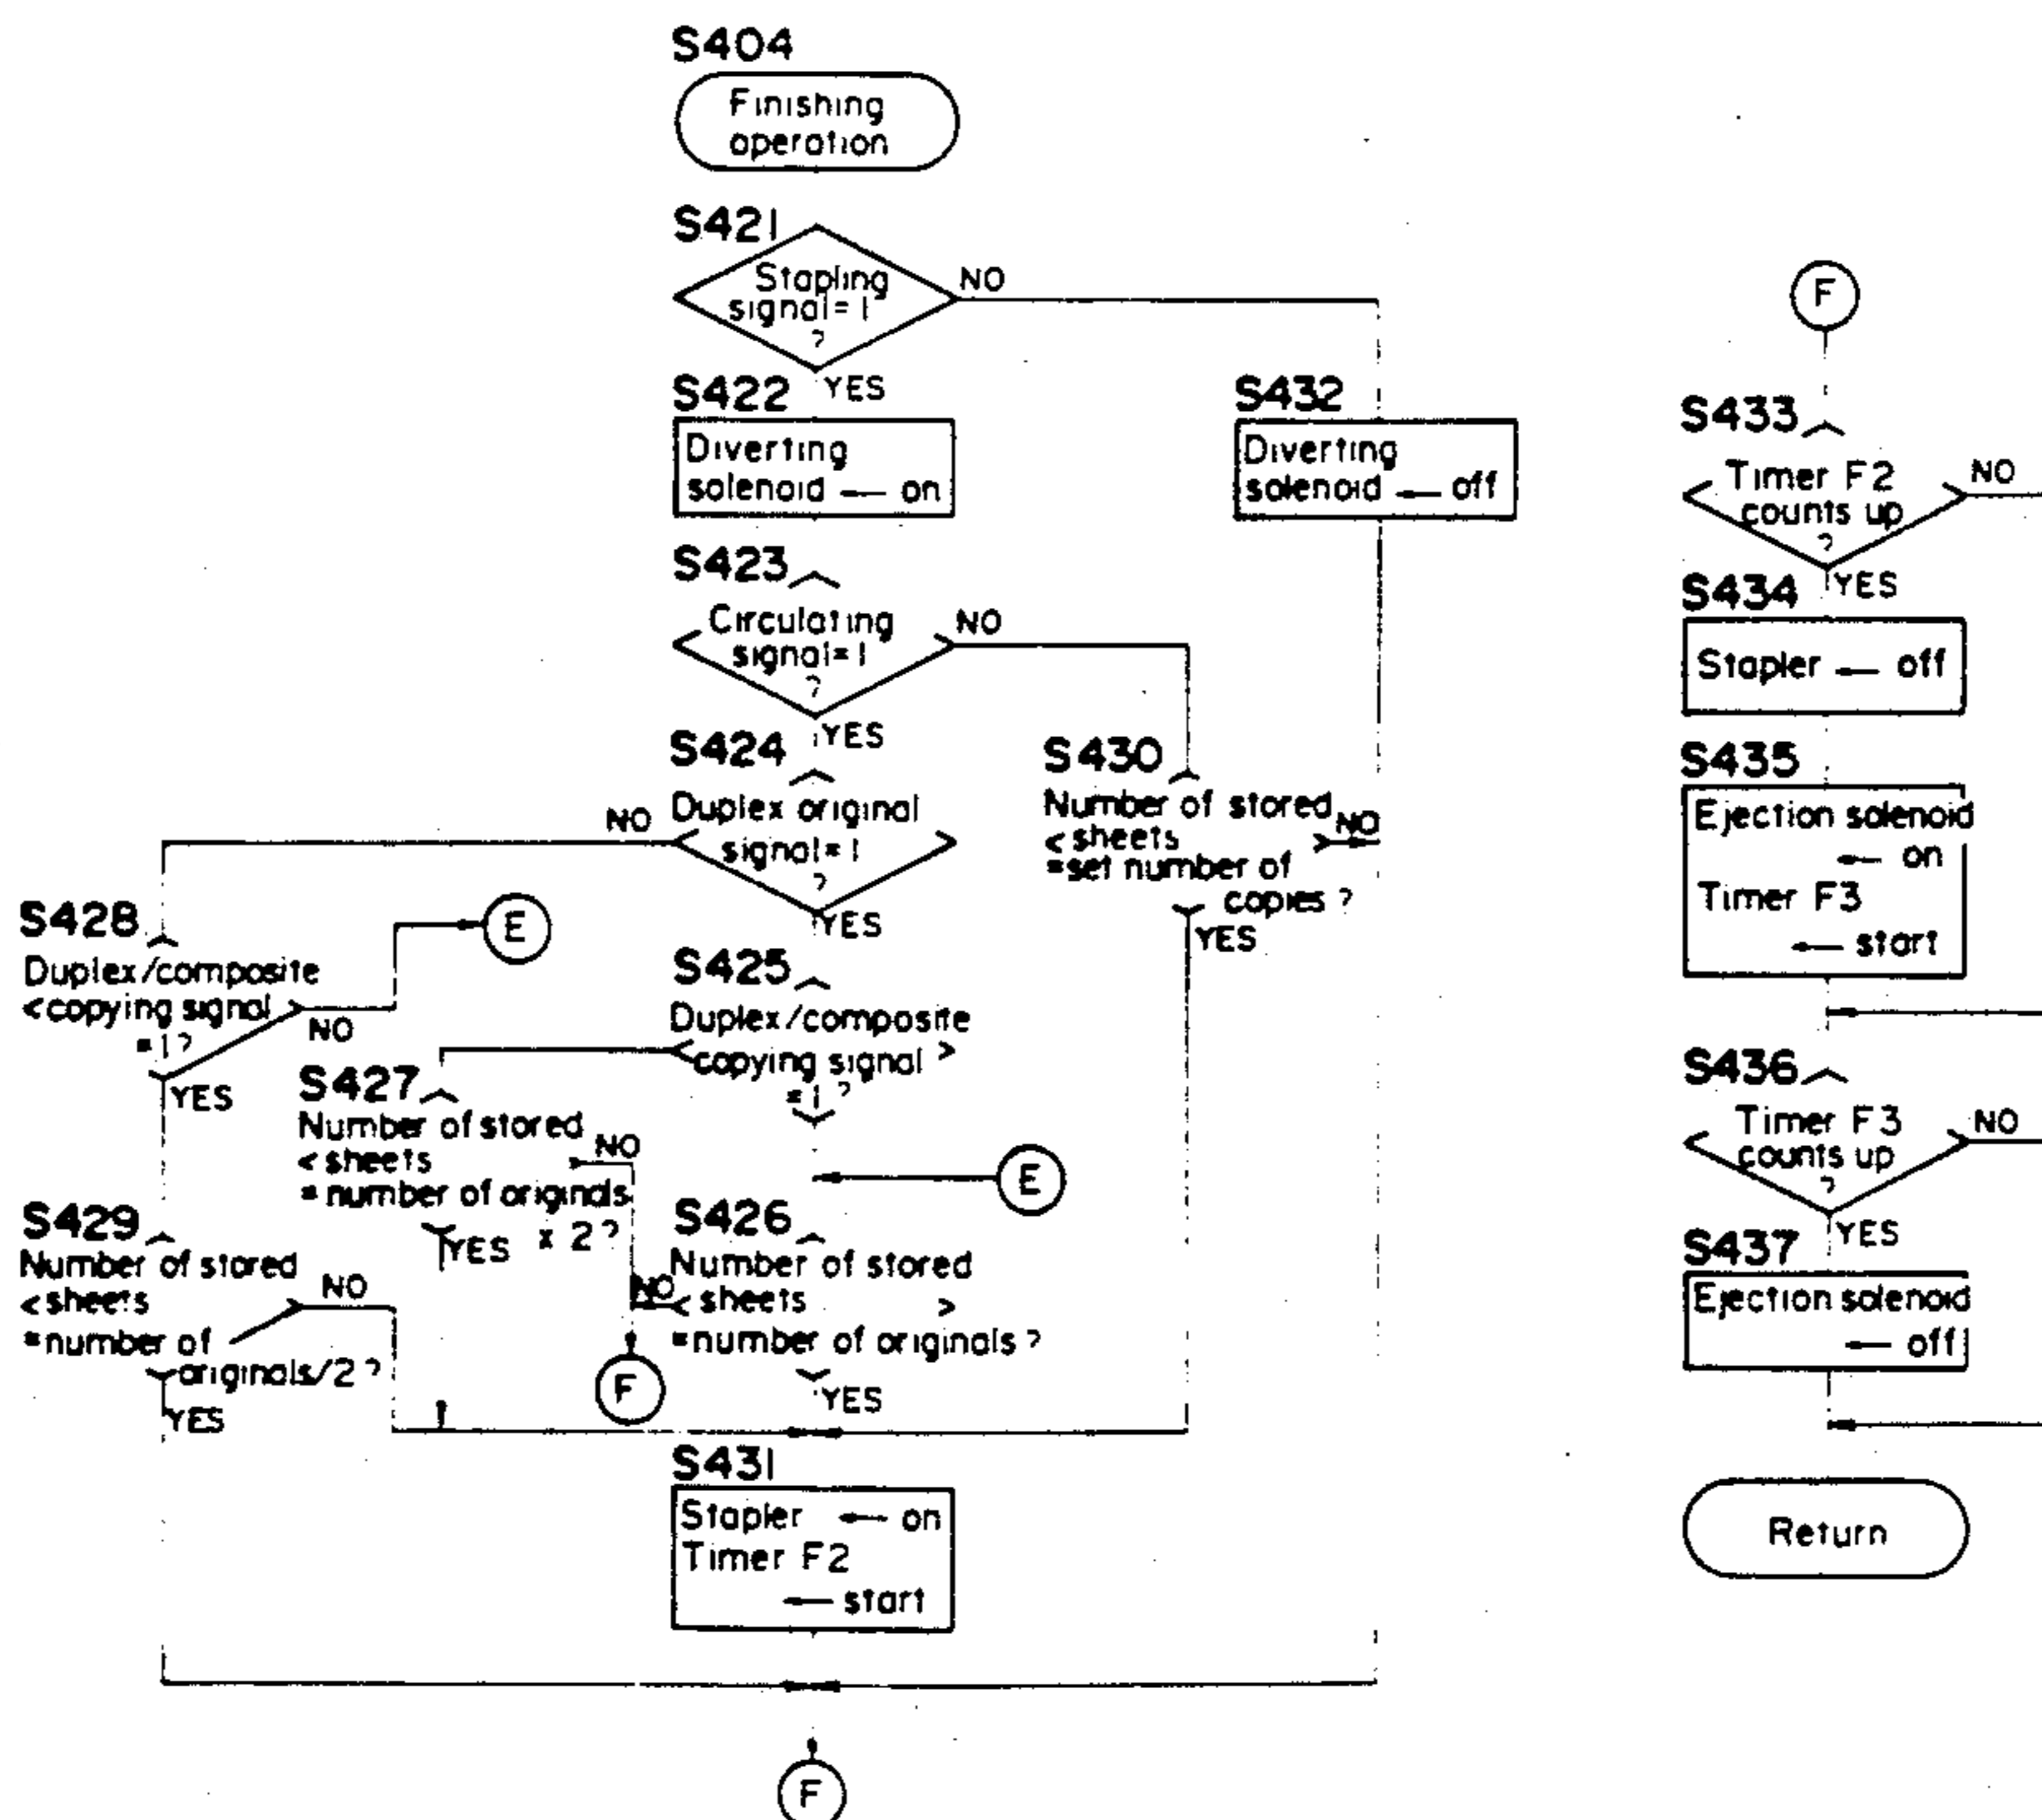 S404
Finishing
operation
S421
Stapling
signal=1
?
NO
YES
S422
Diverting
solenoid ← on
S432
Diverting
solenoid ← off
S423
Circulating
signal=1
?
NO
YES
S424
Duplex original
signal=1
?
NO
YES
S430
Number of stored
sheets
=set number of
copies ?
NO
YES
S428
Duplex/composite
copying signal
=1?
NO
YES
E
S425
Duplex/composite
copying signal
=1?
S427
Number of stored
sheets
=number of originals
x 2?
NO
YES
E
S429
Number of stored
sheets
=number of
originals/2?
NO
YES
S426
Number of stored
sheets
=number of originals?
NO
YES
F
S431
Stapler ← on
Timer F2
← start
F
F
S433
Timer F2
counts up
?
NO
YES
S434
Stapler ← off
S435
Ejection solenoid
← on
Timer F3
← start
S436
Timer F3
counts up
?
NO
YES
S437
Ejection solenoid
← off
Return